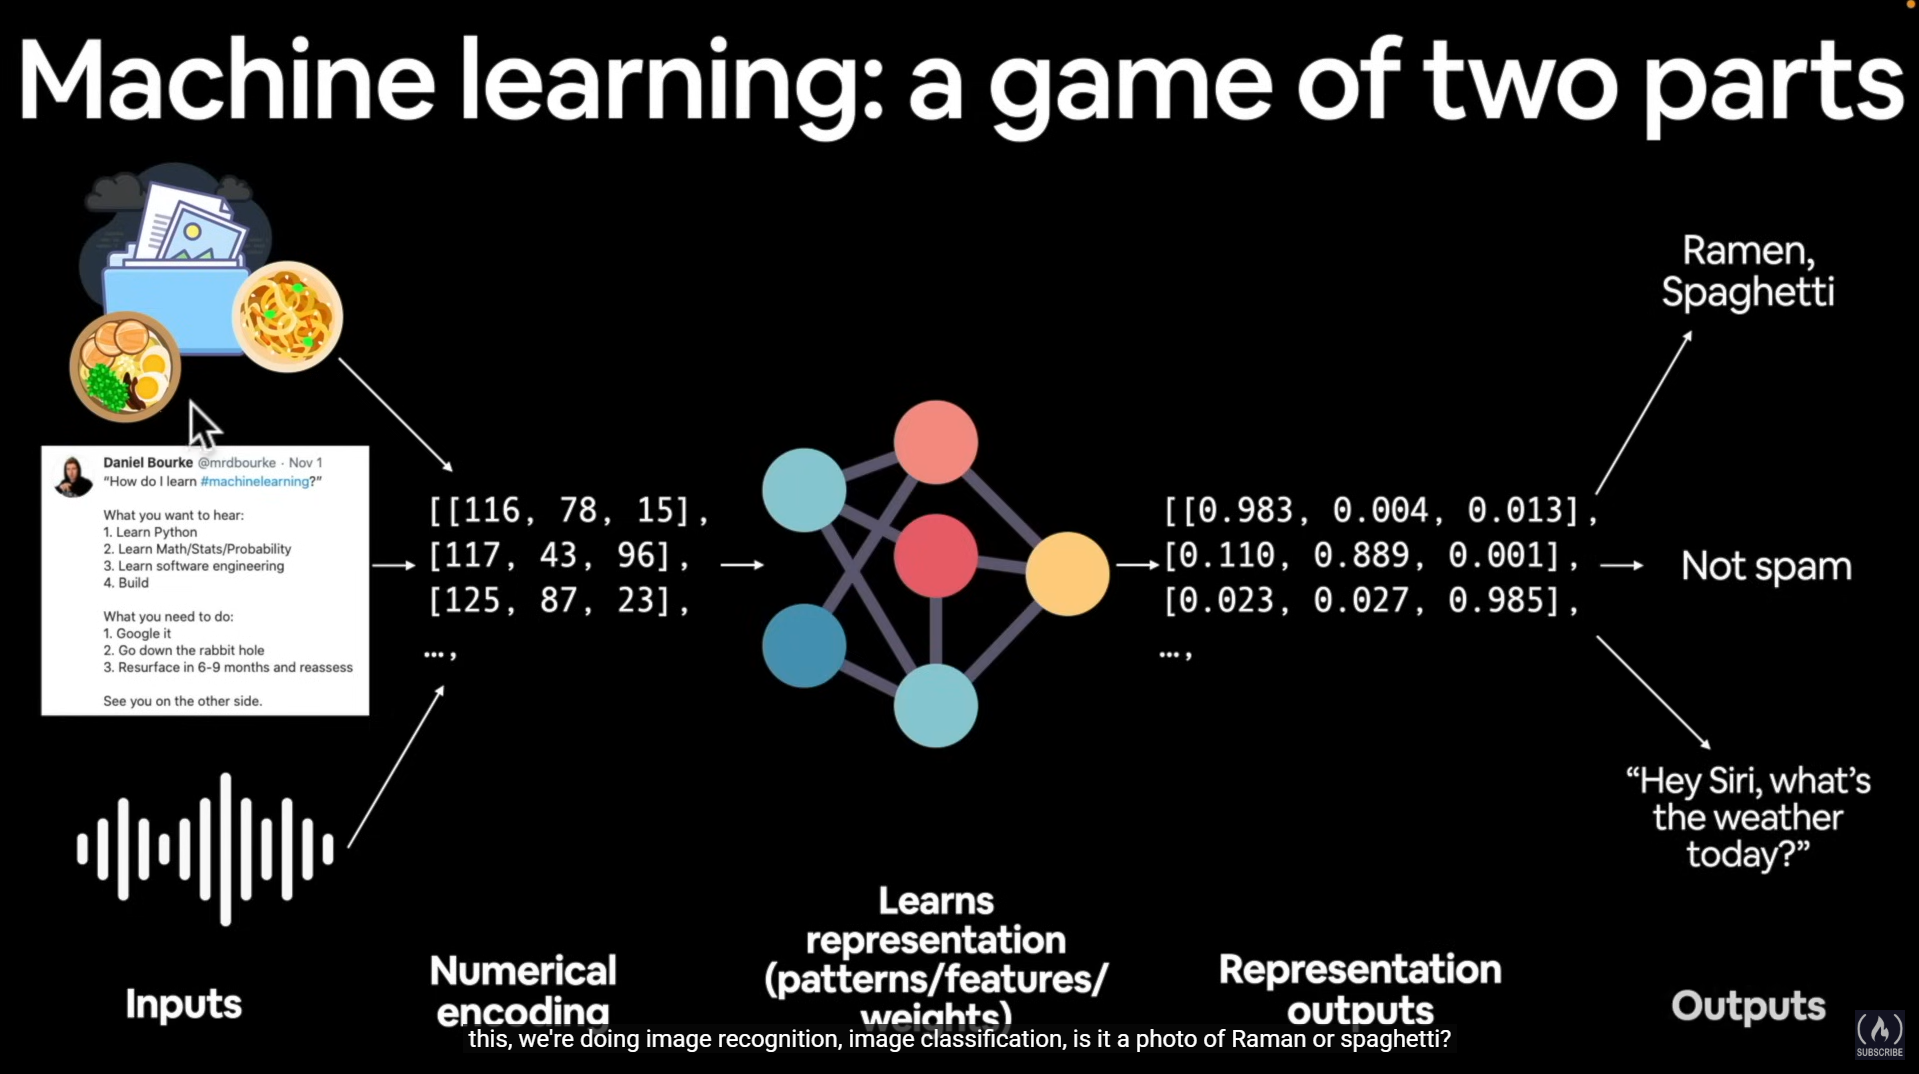 Machine learning: a game of two parts
Daniel Bourke @mrdbourke · Nov 1
“How do I learn #machinelearning?”
What you want to hear:
1. Learn Python
2. Learn Math/Stats/Probability
3. Learn software engineering
4. Build
What you need to do:
1. Google it
2. Go down the rabbit hole
3. Resurface in 6-9 months and reassess
See you on the other side.
Inputs
[[116, 78, 15],
[117, 43, 96],
[125, 87, 23],
…,
Numerical
encoding
Learns
representation
(patterns/features/
weights)
[[0.983, 0.004, 0.013],
[0.110, 0.889, 0.001],
[0.023, 0.027, 0.985],
…,
Representation
outputs
Ramen,
Spaghetti
Not spam
“Hey Siri, what’s
the weather
today?”
Outputs
this, we're doing image recognition, image classification, is it a photo of Raman or spaghetti?
SUBSCRIBE